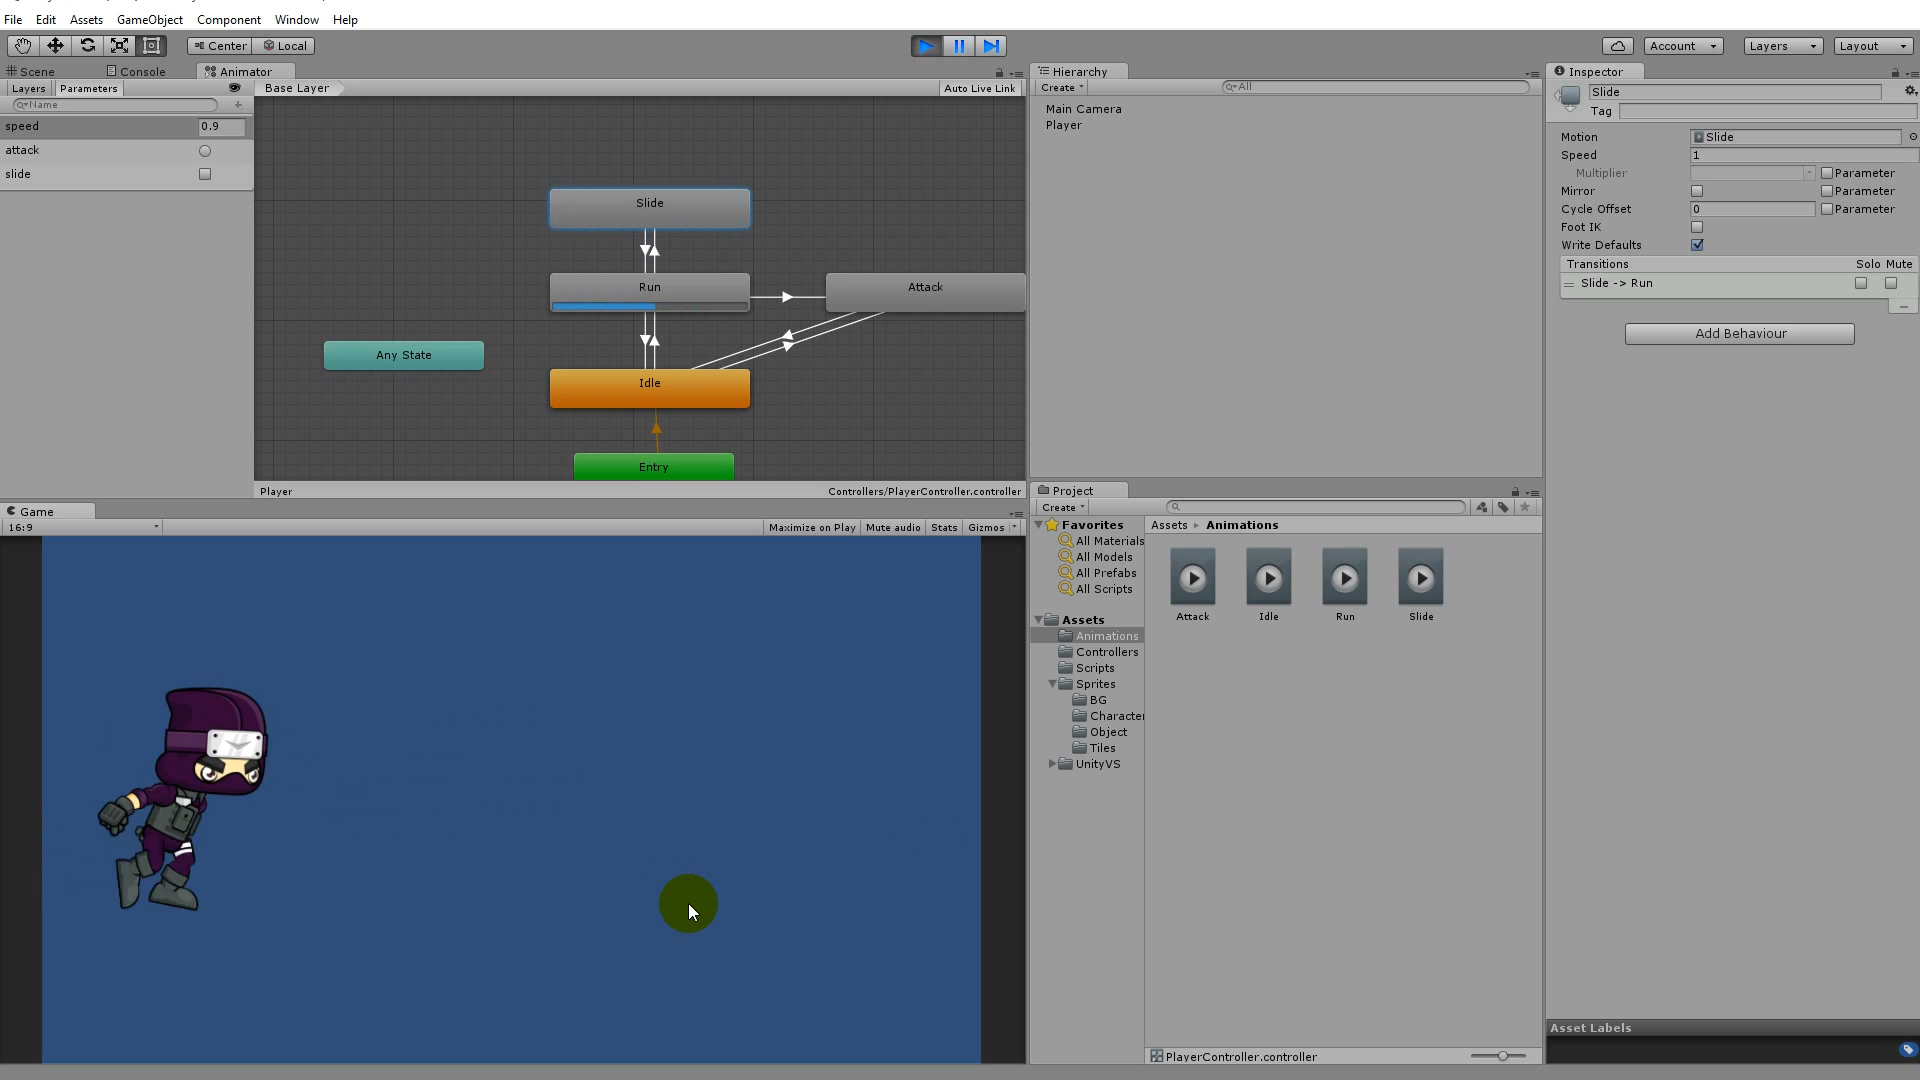 File Edit Assets GameObject Component Window Help
Center Local Account Layers Layout
Scene Console Animator
Layers Parameters Base Layer Auto Live Link
Name
speed 0.9
attack
slide
Slide
Run
Attack
Any State
Idle
Entry
Player Controllers/PlayerController.controller
Game
16:9 Maximize on Play Mute audio Stats Gizmos
Hierarchy
Create All
Main Camera
Player
Project
Create
Favorites
All Materials
All Models
All Prefabs
All Scripts
Assets
Animations
Controllers
Scripts
Sprites
BG
Character
Object
Tiles
UnityVS
Assets Animations
Attack Idle Run Slide
PlayerController.controller
Inspector
Slide
Tag
Motion Slide
Speed 1
Multiplier Parameter
Mirror Parameter
Cycle Offset 0 Parameter
Foot IK
Write Defaults
Transitions Solo Mute
Slide -> Run
Add Behaviour
Asset Labels